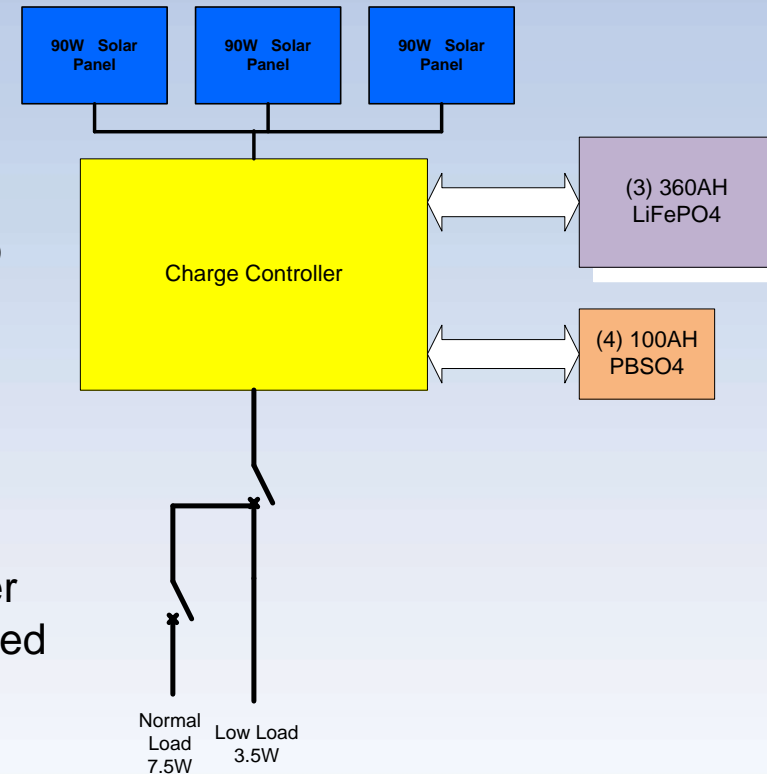 90W Solar
Panel
90W Solar
Panel
90W Solar
Panel
Charge Controller
(3) 360AH
LiFePO4
(4) 100AH
PBSO4
Normal
Load
7.5W
Low Load
3.5W